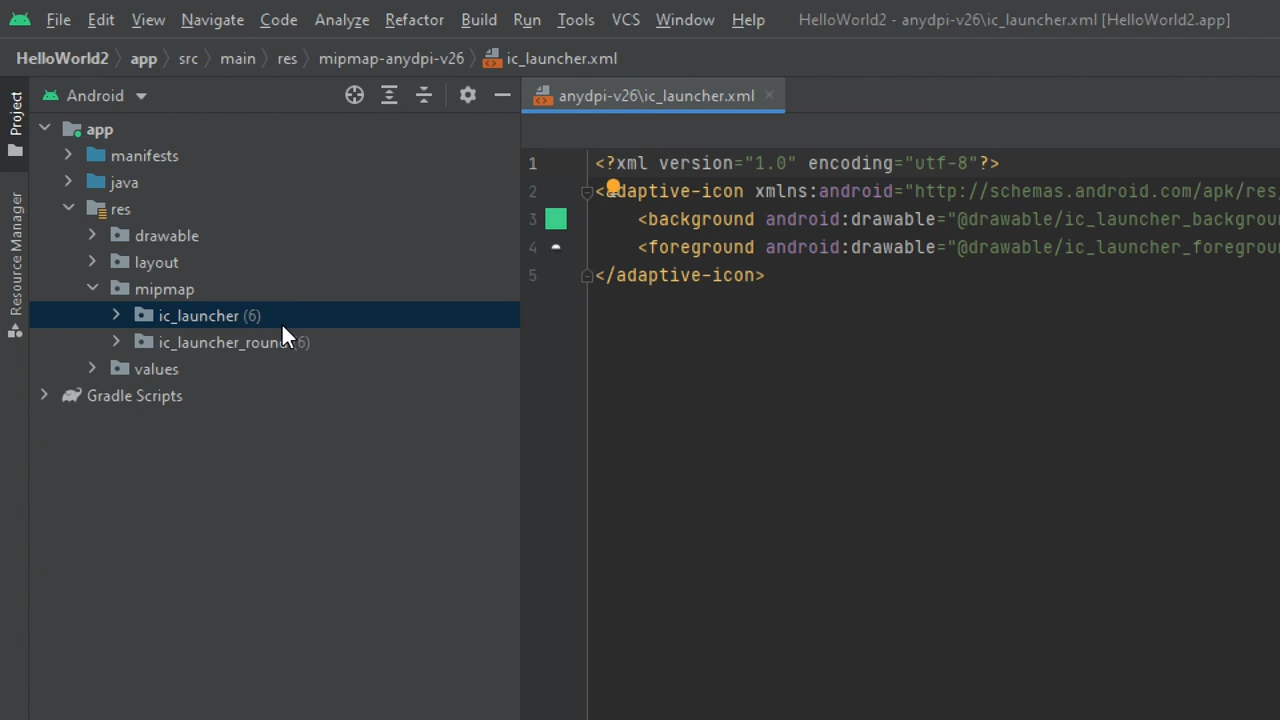 File Edit View Navigate Code Analyze Refactor Build Run Tools VCS Window Help HelloWorld2 - anydpi-v26\ic_launcher.xml [HelloWorld2.app]
HelloWorld2 app src main res mipmap-anydpi-v26 ic_launcher.xml
Project
Resource Manager
Android
app
manifests
java
res
drawable
layout
mipmap
ic_launcher (6)
ic_launcher_round (6)
values
Gradle Scripts
anydpi-v26\ic_launcher.xml
1 <?xml version="1.0" encoding="utf-8"?>
2 <adaptive-icon xmlns:android="http://schemas.android.com/apk/res
3 <background android:drawable="@drawable/ic_launcher_backgroun
4 <foreground android:drawable="@drawable/ic_launcher_foregroun
5 </adaptive-icon>